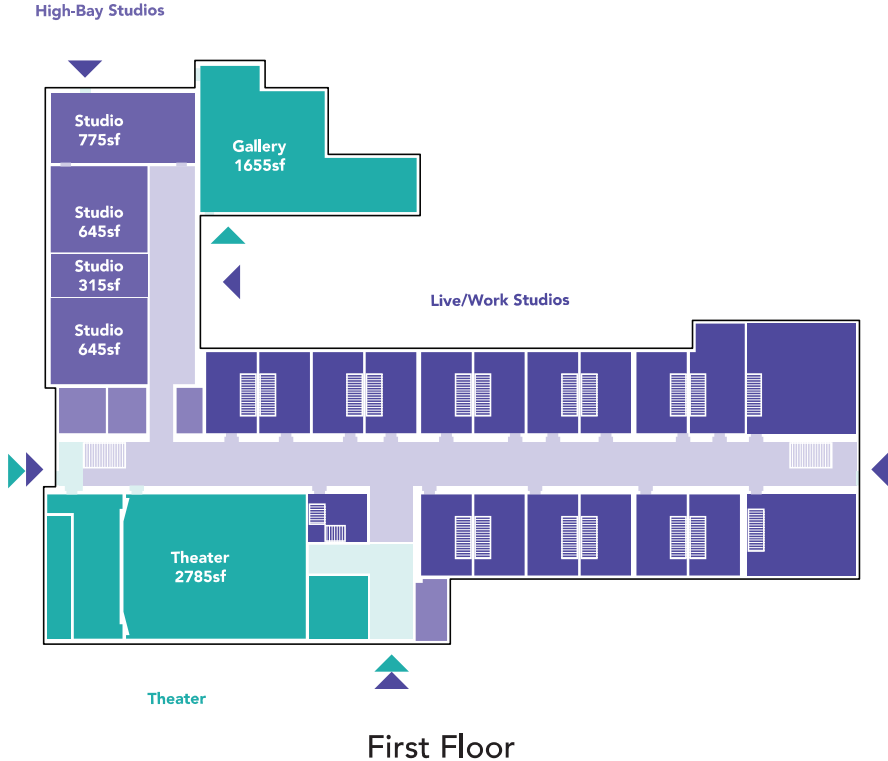 High-Bay Studios
Studio
775sf
Gallery
1655sf
Studio
645sf
Studio
315sf
Live/Work Studios
Studio
645sf
Theater
2785sf
Theater
First Floor